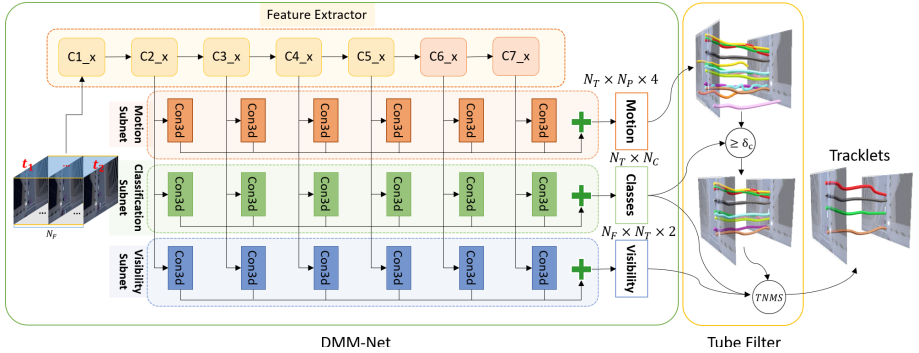 Feature Extractor
C1_x
C2_x
C3_x
C4_x
C5_x
C6_x
C7_x
N_T × N_P × 4
Motion
Subnet
Con3d
Con3d
Con3d
Con3d
Con3d
Con3d
Motion
t_1
...
t_2
...
...
N_F
N_T × N_C
Classification
Subnet
Con3d
Con3d
Con3d
Con3d
Con3d
Con3d
Classes
N_F × N_T × 2
Visibility
Subnet
Con3d
Con3d
Con3d
Con3d
Con3d
Con3d
Visibility
≥ δ_c
Tracklets
TNMS
DMM-Net
Tube Filter